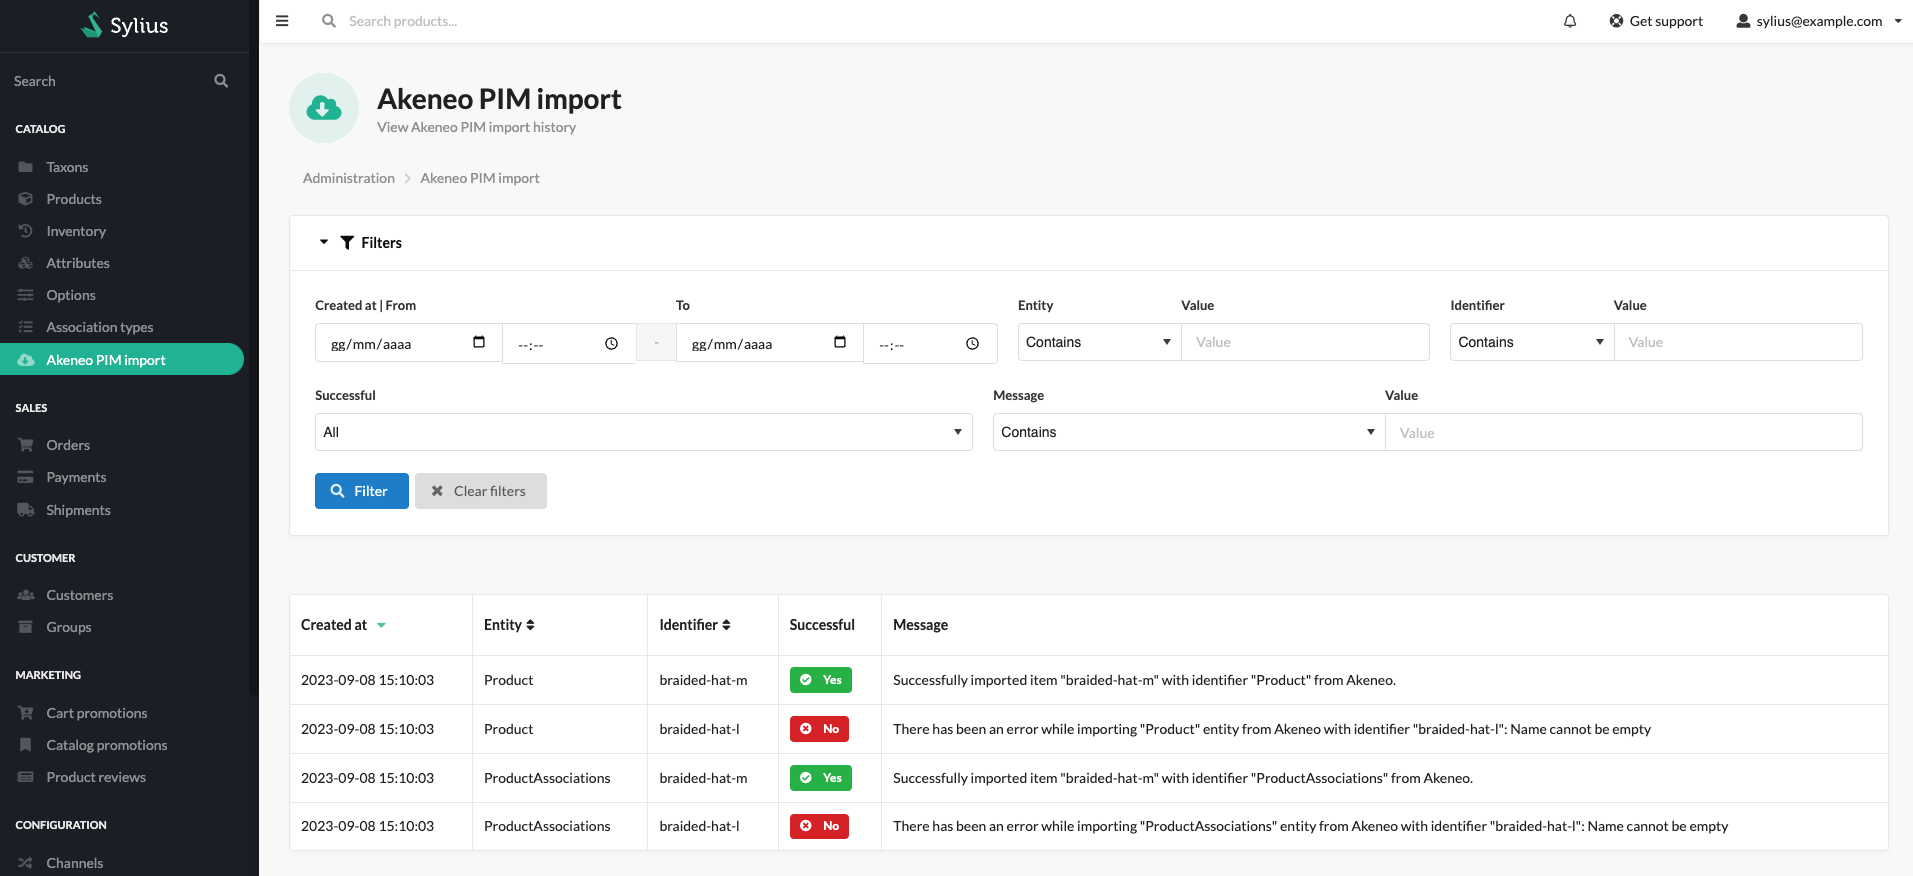 Sylius
Search products...
Get support
sylius@example.com
Search
CATALOG
Taxons
Products
Inventory
Attributes
Options
Association types
Akeneo PIM import
SALES
Orders
Payments
Shipments
CUSTOMER
Customers
Groups
MARKETING
Cart promotions
Catalog promotions
Product reviews
CONFIGURATION
Channels
Akeneo PIM import
View Akeneo PIM import history
Administration > Akeneo PIM import
Filters
Created at | From To Entity Value Identifier Value
gg/mm/aaaa --:-- - gg/mm/aaaa --:-- Contains Value Contains Value
Successful Message Value
All Contains Value
Filter Clear filters
Created at Entity Identifier Successful Message
2023-09-08 15:10:03 Product braided-hat-m Yes Successfully imported item "braided-hat-m" with identifier "Product" from Akeneo.
2023-09-08 15:10:03 Product braided-hat-l No There has been an error while importing "Product" entity from Akeneo with identifier "braided-hat-l": Name cannot be empty
2023-09-08 15:10:03 ProductAssociations braided-hat-m Yes Successfully imported item "braided-hat-m" with identifier "ProductAssociations" from Akeneo.
2023-09-08 15:10:03 ProductAssociations braided-hat-l No There has been an error while importing "ProductAssociations" entity from Akeneo with identifier "braided-hat-l": Name cannot be empty